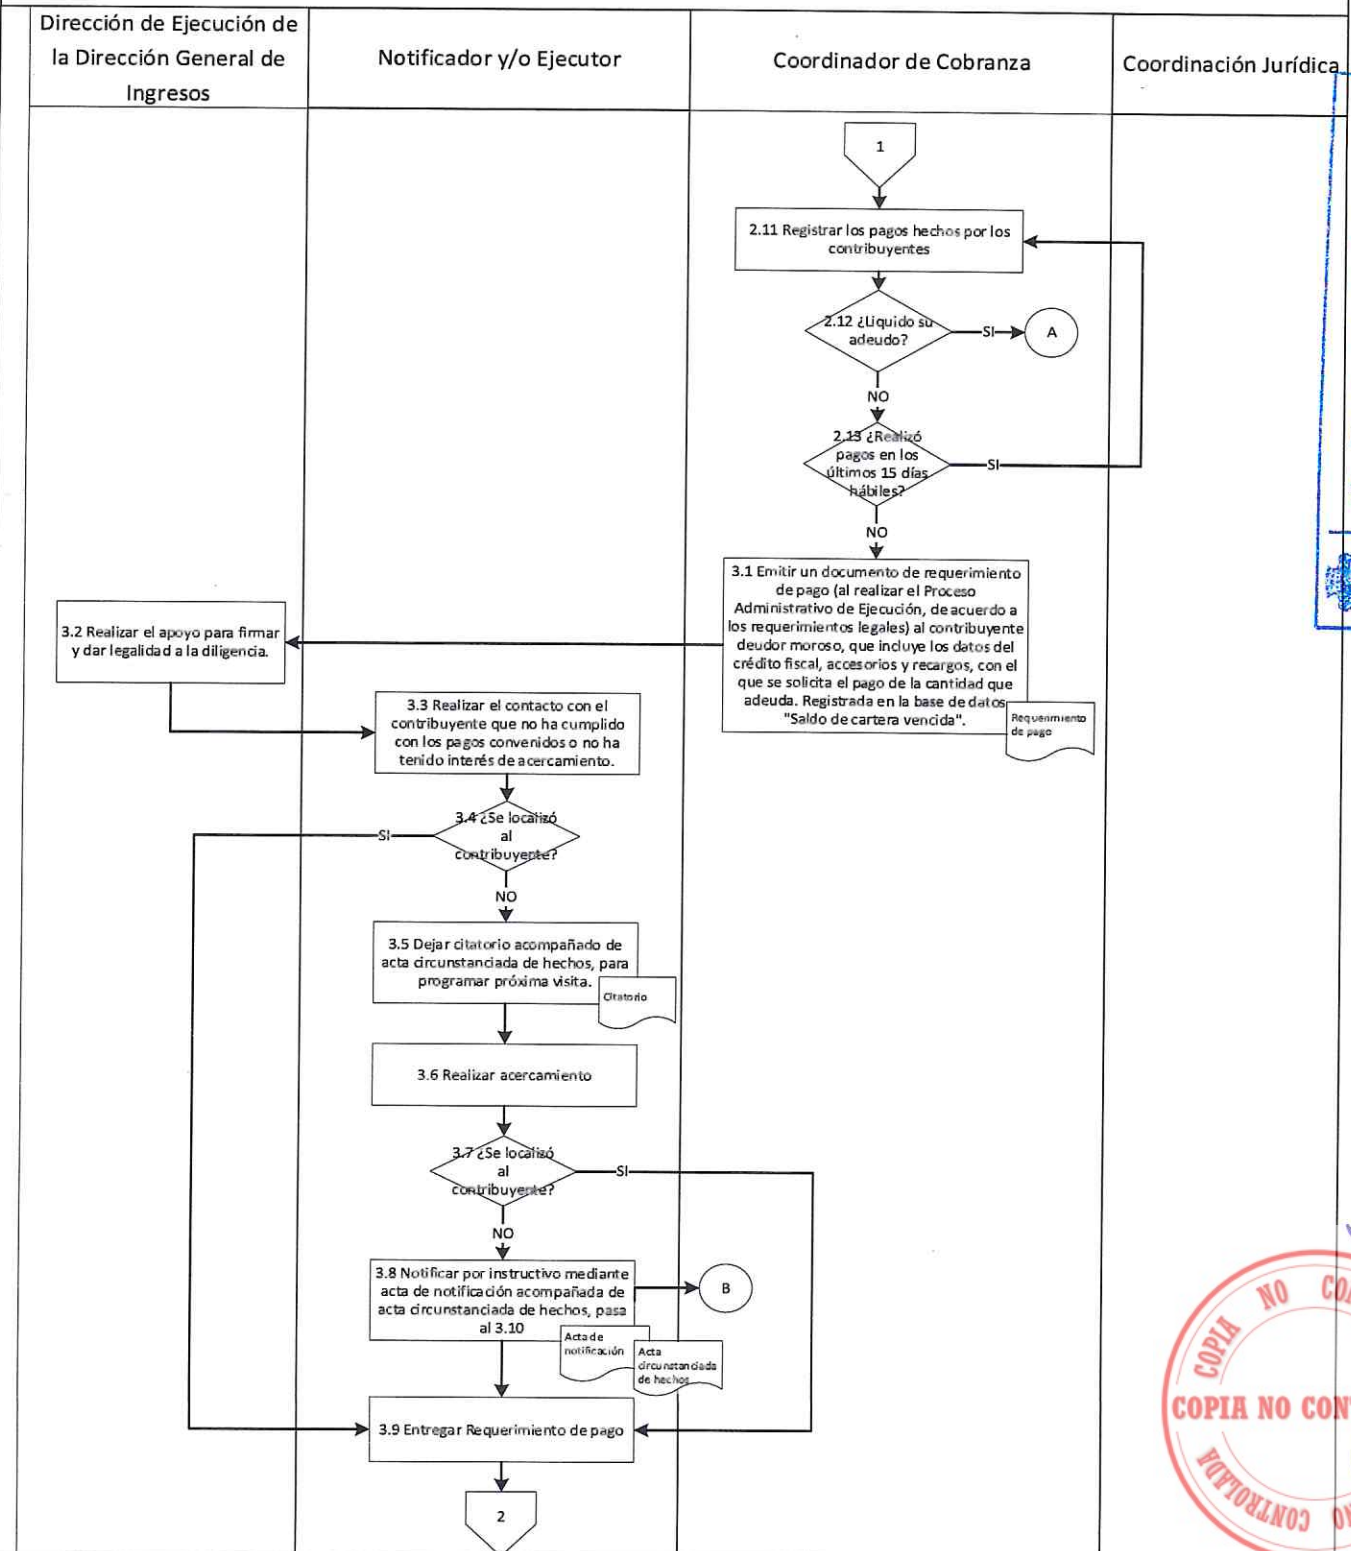 Dirección de Ejecución de
la Dirección General de
Ingresos
Notificador y/o Ejecutor
Coordinador de Cobranza
Coordinación Jurídica
1
2.11 Registrar los pagos hechos por los
contribuyentes
2.12 ¿Liquido su
adeudo?
SI
A
NO
2.13 ¿Realizó
pagos en los
últimos 15 días
hábiles?
SI
NO
3.1 Emitir un documento de requerimiento
de pago (al realizar el Proceso
Administrativo de Ejecución, de acuerdo a
los requerimientos legales) al contribuyente
deudor moroso, que incluye los datos del
crédito fiscal, accesorios y recargos, con el
que se solicita el pago de la cantidad que
adeuda. Registrada en la base de datos
"Saldo de cartera vencida".
Requerimiento
de pago
3.2 Realizar el apoyo para firmar
y dar legalidad a la diligencia.
3.3 Realizar el contacto con el
contribuyente que no ha cumplido
con los pagos convenidos o no ha
tenido interés de acercamiento.
3.4 ¿Se localizó
al
contribuyente?
SI
NO
3.5 Dejar citatorio acompañado de
acta circunstanciada de hechos, para
programar próxima visita.
Citatorio
3.6 Realizar acercamiento
3.7 ¿Se localizó
al
contribuyente?
SI
NO
3.8 Notificar por instructivo mediante
acta de notificación acompañada de
acta circunstanciada de hechos, pasa
al 3.10
B
Acta de
notificación
Acta
circunstanciada
de hechos
3.9 Entregar Requerimiento de pago
2
COPIA NO
COPIA NO
CONTROLADA NO